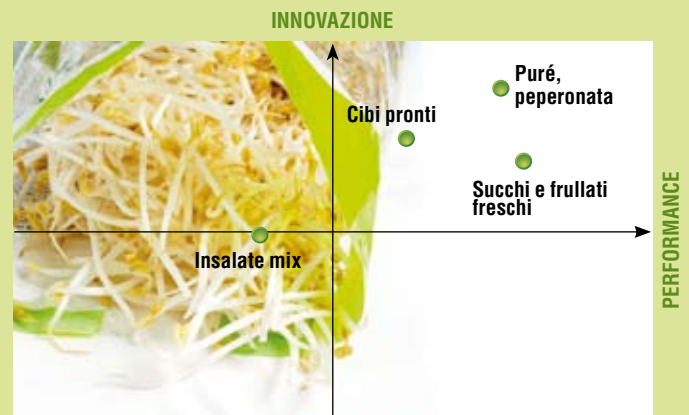 INNOVAZIONE
Puré,
peperonata
Cibi pronti
Succhi e frullati
freschi
PERFORMANCE
Insalate mix